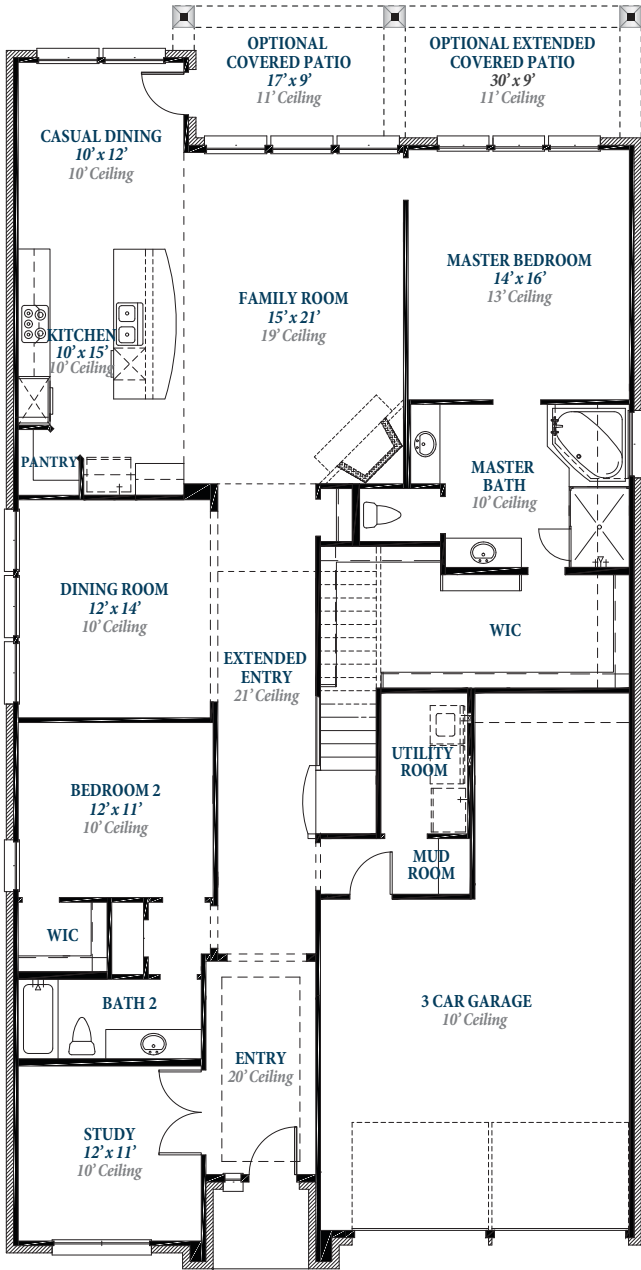 OPTIONAL
COVERED PATIO
17’ x 9’
11’ Ceiling
OPTIONAL EXTENDED
COVERED PATIO
30’ x 9’
11’ Ceiling
CASUAL DINING
10’ x 12’
10’ Ceiling
MASTER BEDROOM
14’ x 16’
13’ Ceiling
FAMILY ROOM
15’ x 21’
19’ Ceiling
KITCHEN
10’ x 15’
10’ Ceiling
PANTRY
MASTER
BATH
10’ Ceiling
DINING ROOM
12’ x 14’
10’ Ceiling
WIC
EXTENDED
ENTRY
21’ Ceiling
UTILITY
ROOM
BEDROOM 2
12’ x 11’
10’ Ceiling
MUD
ROOM
WIC
BATH 2
3 CAR GARAGE
10’ Ceiling
ENTRY
20’ Ceiling
STUDY
12’ x 11’
10’ Ceiling